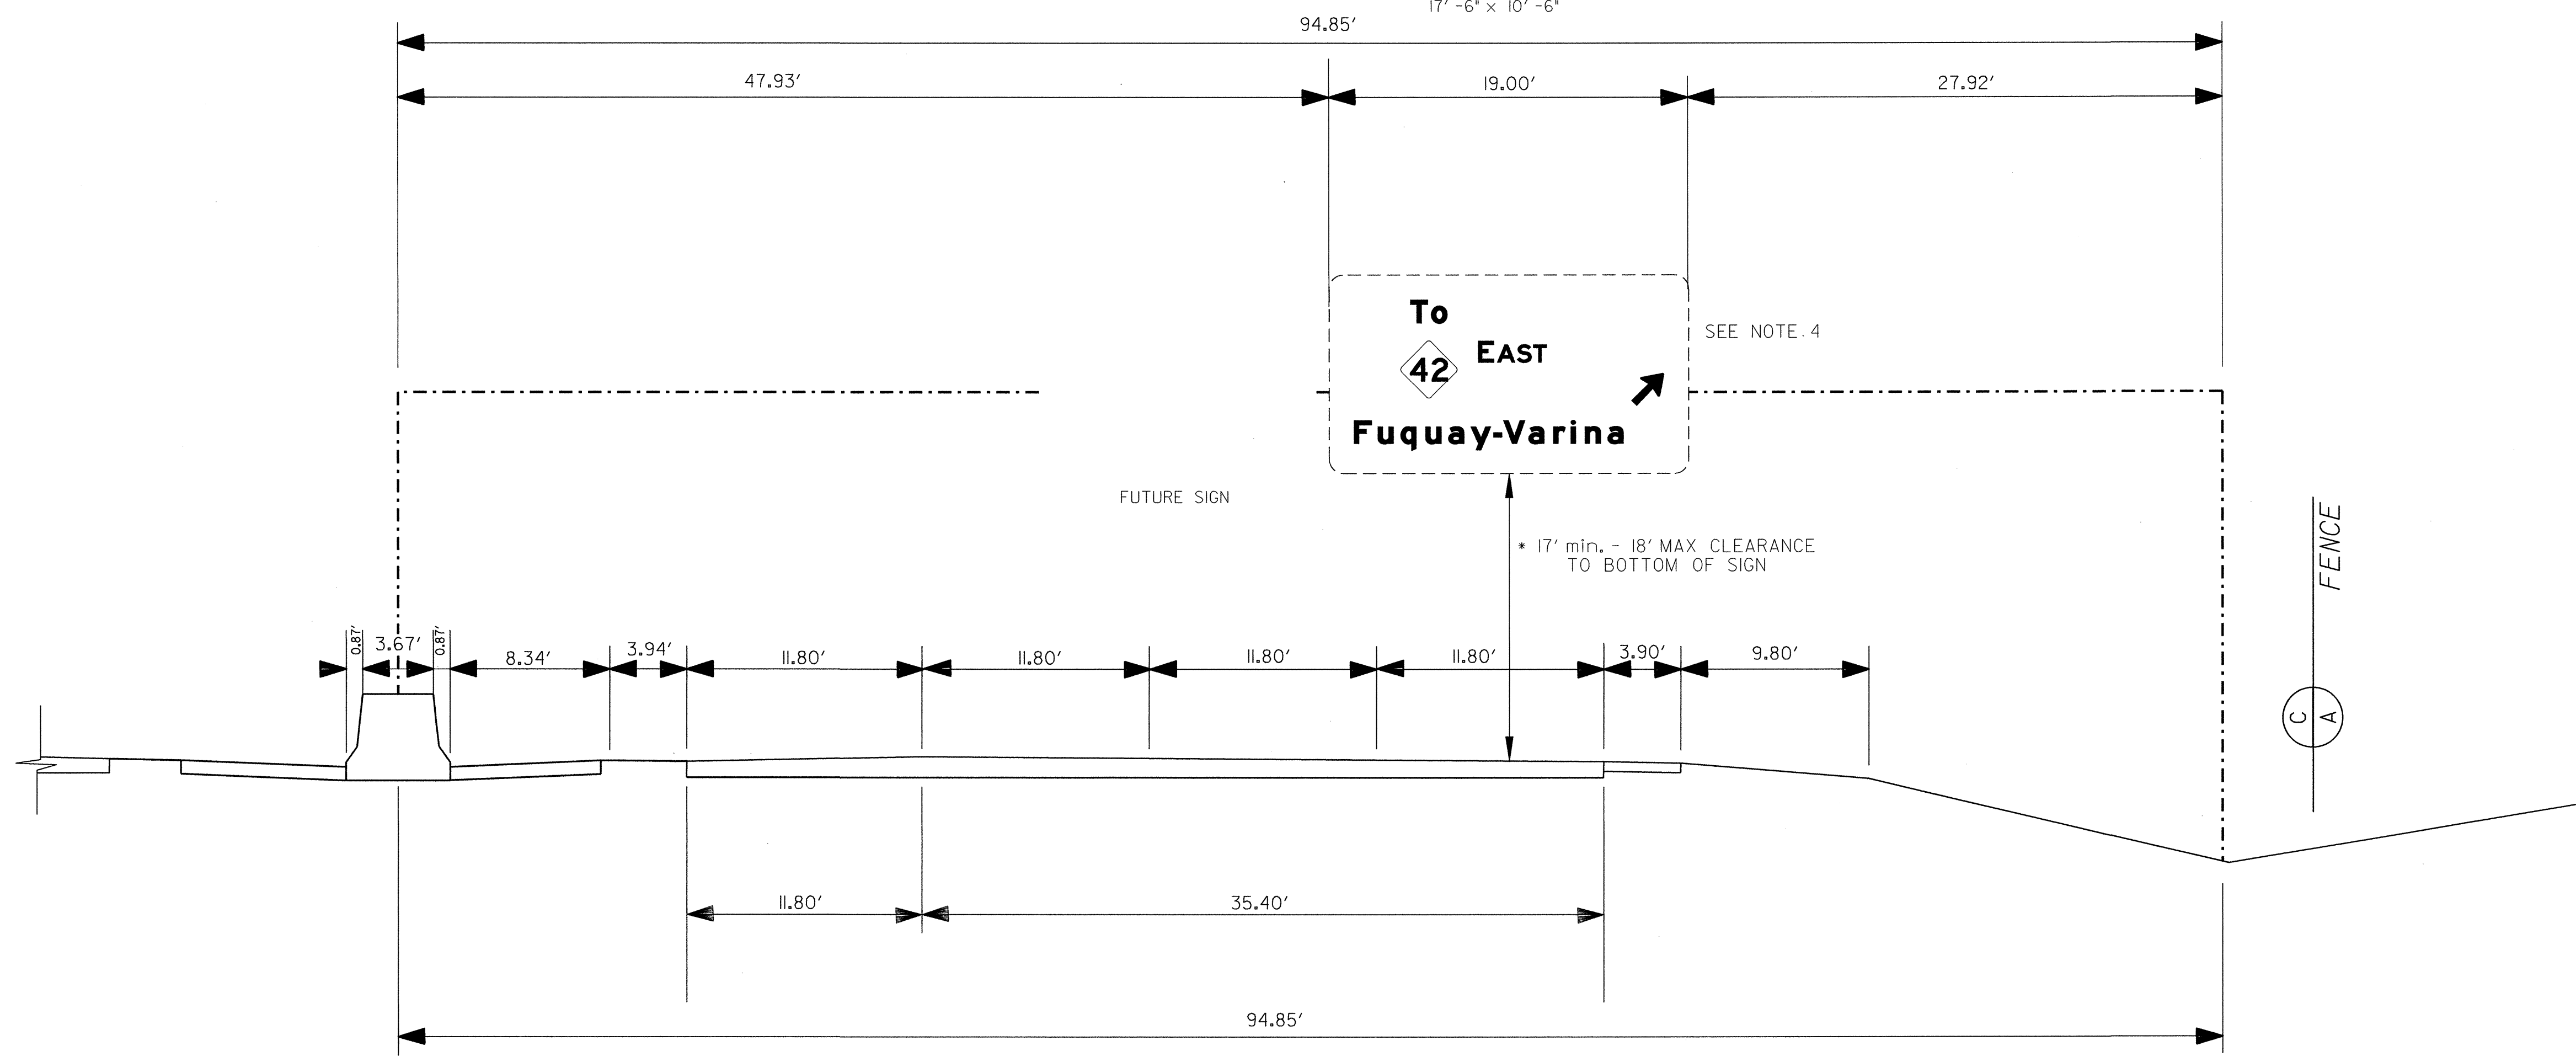 17'-6" x 10'-6"
94.85'
47.93'
19.00'
27.92'
To
42 EAST
Fuquay-Varina
SEE NOTE. 4
FUTURE SIGN
* 17' min. - 18' MAX CLEARANCE
TO BOTTOM OF SIGN
FENCE
C
A
0.87'
3.67'
0.87'
8.34'
3.94'
11.80'
11.80'
11.80'
11.80'
3.90'
9.80'
11.80'
35.40'
94.85'